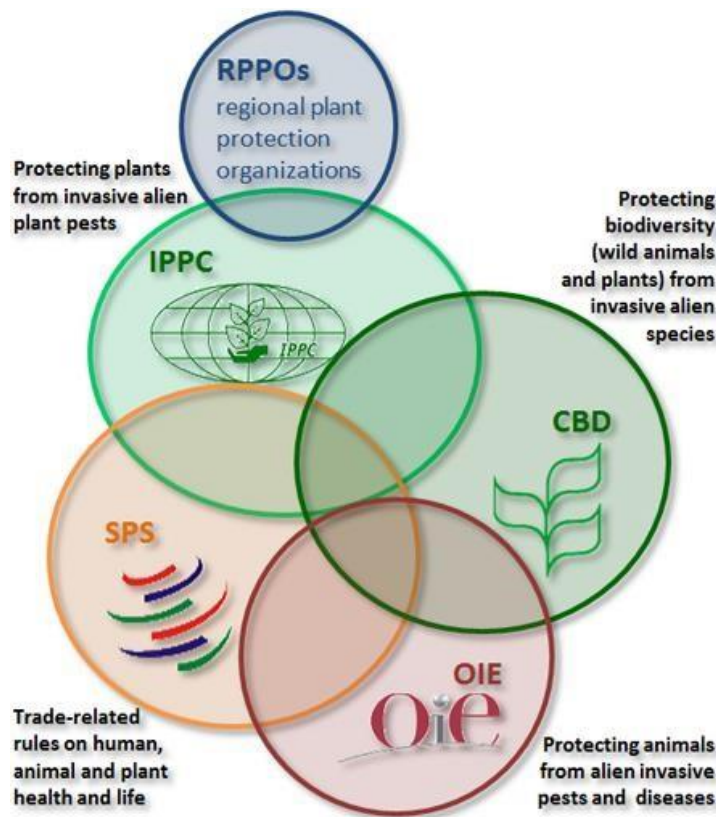 RPPOs
regional plant
protection
organizations
Protecting plants
from invasive alien
plant pests
IPPC
IPPC
Protecting
biodiversity
(wild animals
and plants) from
invasive alien
species
CBD
SPS
OIE
OiE
Trade-related
rules on human,
animal and plant
health and life
Protecting animals
from alien invasive
pests and diseases